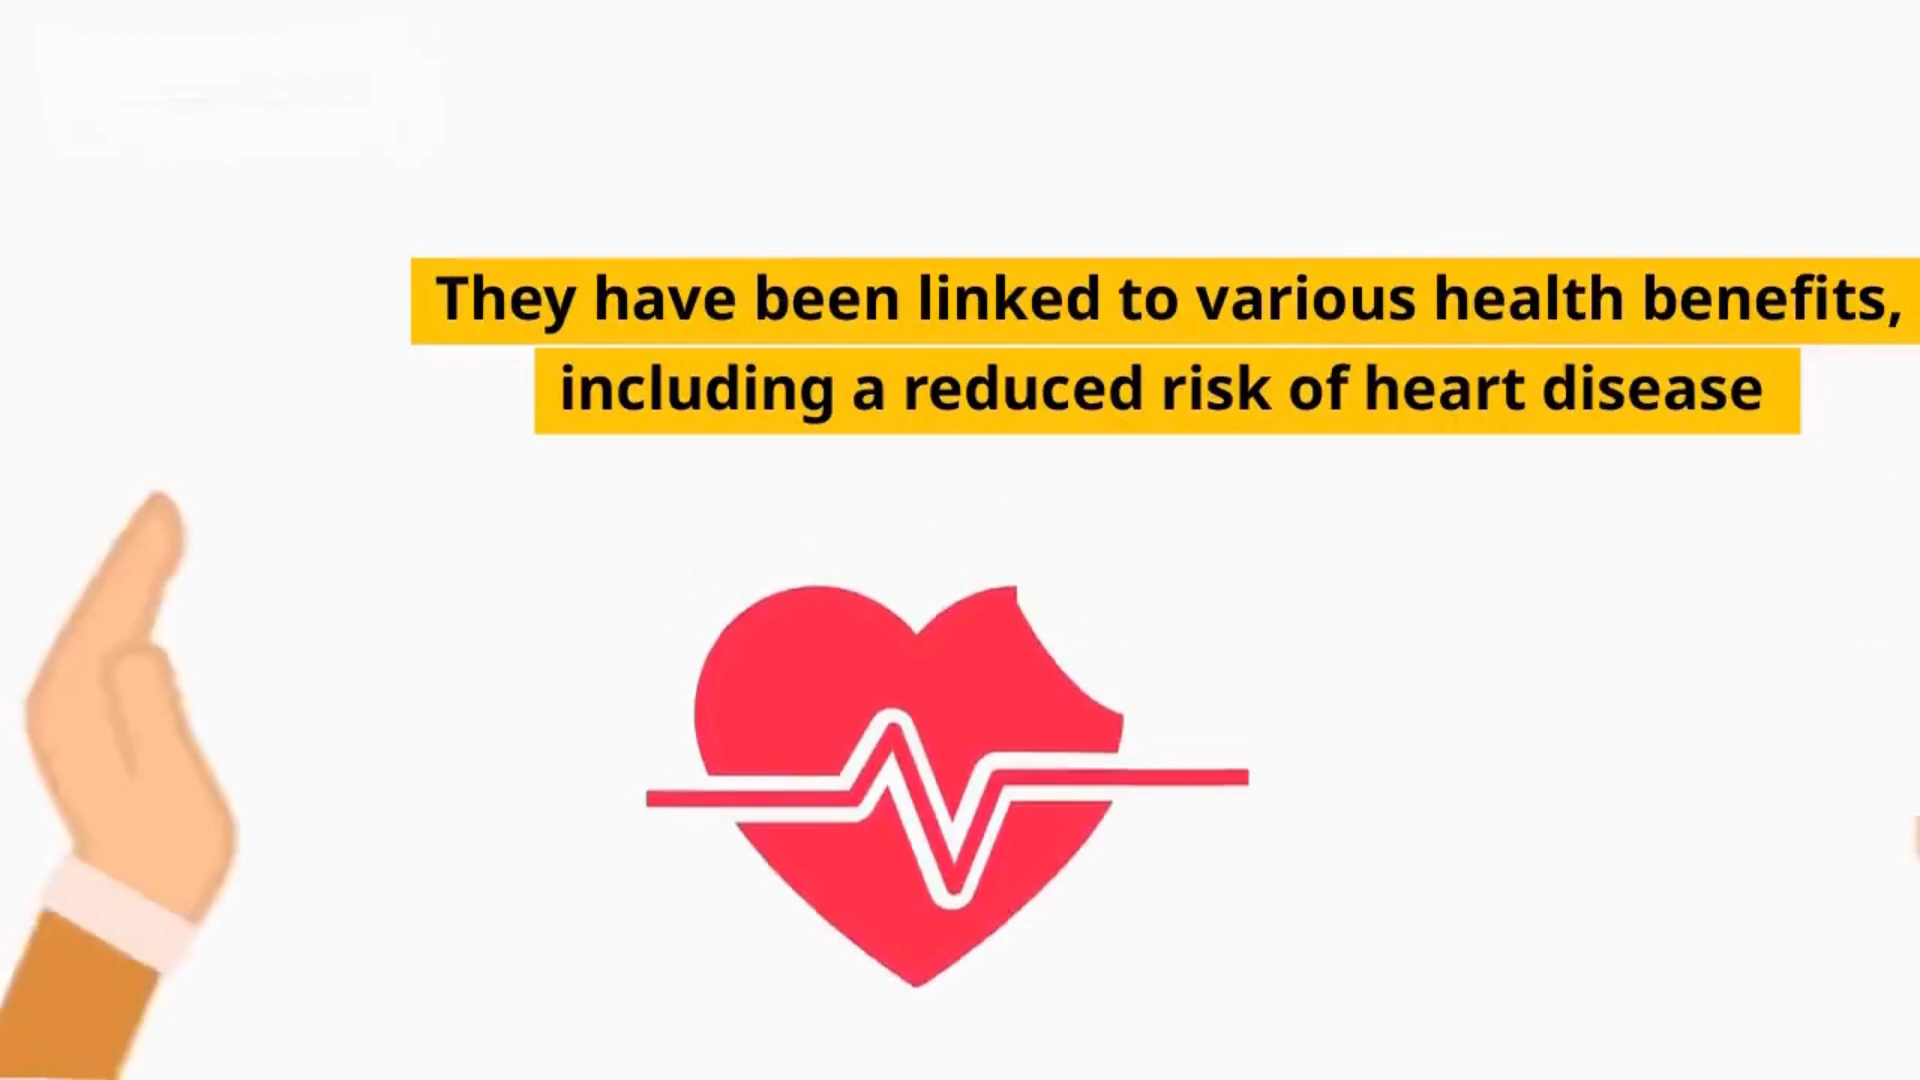 They have been linked to various health benefits,
including a reduced risk of heart disease